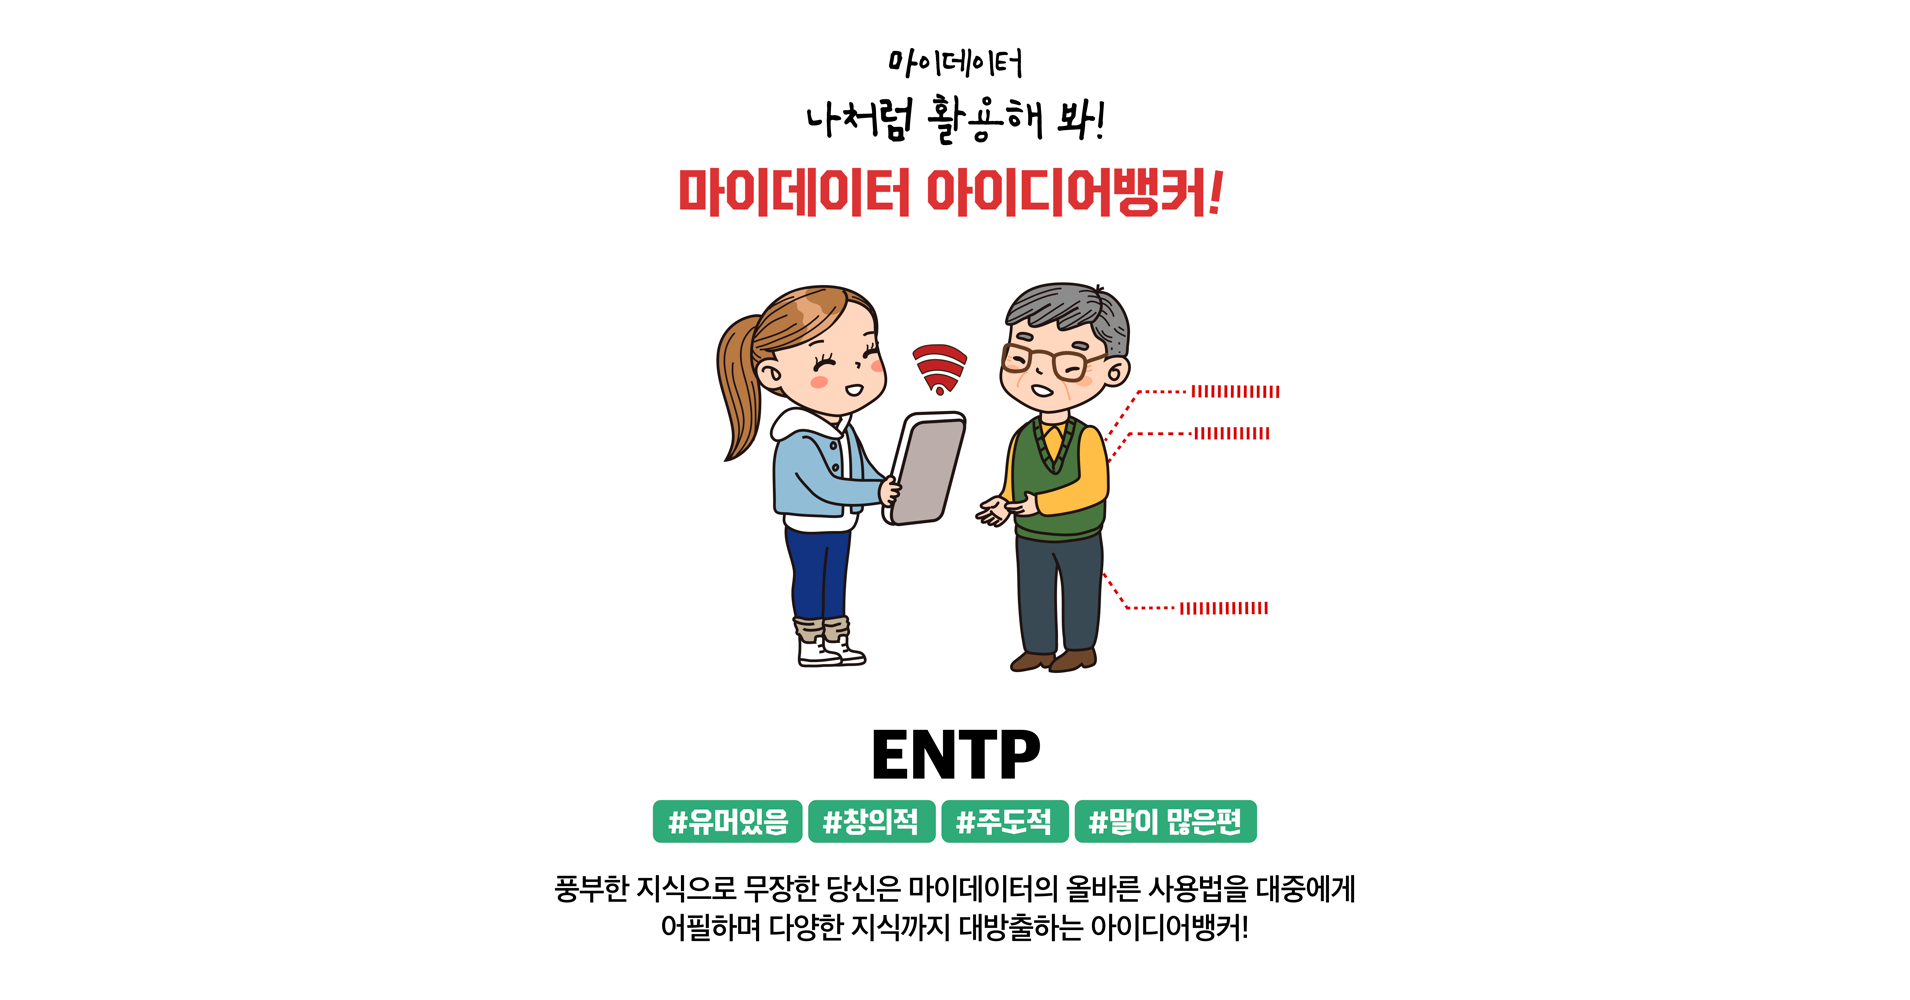 마이데이터
나처럼 활용해 봐!
마이데이터 아이디어뱅커!
ENTP
#유머있음 #창의적 #주도적 #말이 많은편
풍부한 지식으로 무장한 당신은 마이데이터의 올바른 사용법을 대중에게
어필하며 다양한 지식까지 대방출하는 아이디어뱅커!